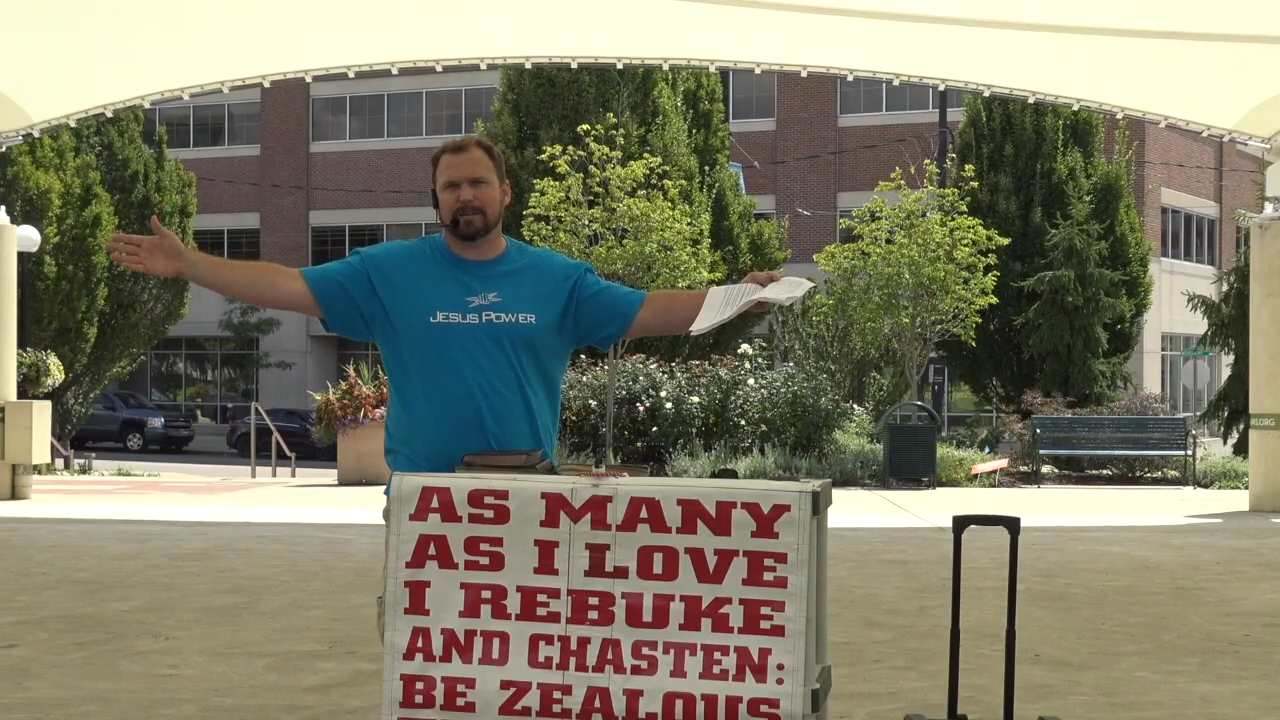 JESUS POWER
AS MANY
AS I LOVE
I REBUKE
AND CHASTEN:
BE ZEALOUS